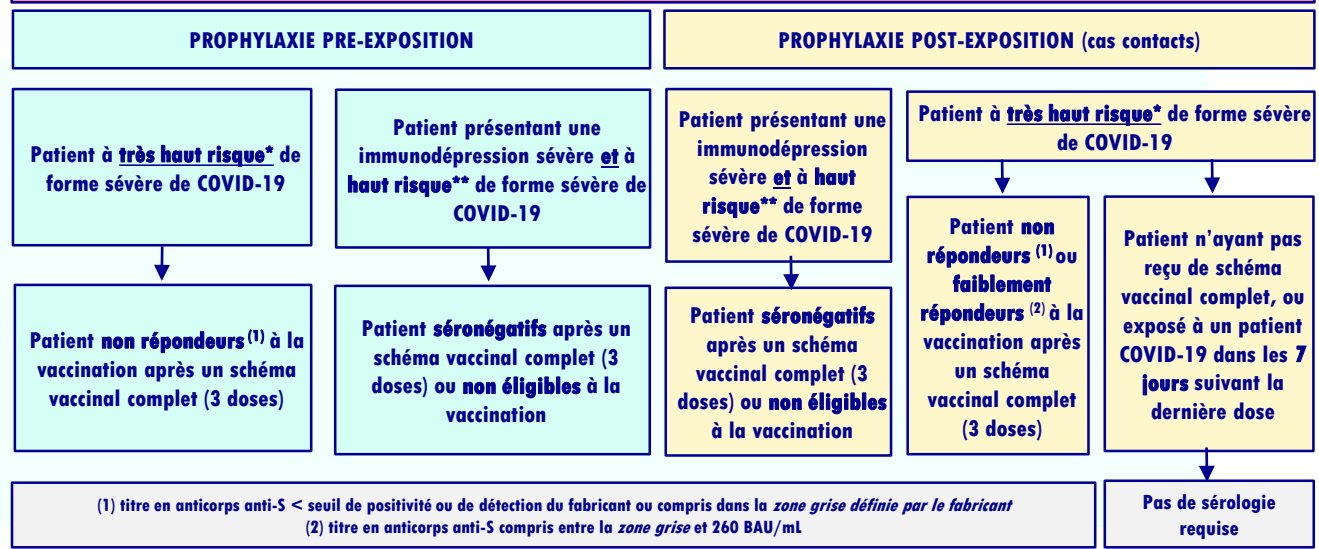 PROPHYLAXIE PRE-EXPOSITION
PROPHYLAXIE POST-EXPOSITION (cas contacts)
Patient à très haut risque* de
forme sévère de COVID-19
Patient présentant une
immunodépression sévère et à
haut risque** de forme sévère de
COVID-19
Patient présentant une
immunodépression
sévère et à haut
risque** de forme
sévère de COVID-19
Patient à très haut risque* de forme sévère
de COVID-19
Patient non répondeurs (1) à la
vaccination après un schéma
vaccinal complet (3 doses)
Patient séronégatifs après un
schéma vaccinal complet (3
doses) ou non éligibles à la
vaccination
Patient séronégatifs
après un schéma
vaccinal complet (3
doses) ou non éligibles
à la vaccination
Patient non
répondeurs (1) ou
faiblement
répondeurs (2) à la
vaccination après
un schéma
vaccinal complet
(3 doses)
Patient n’ayant pas
reçu de schéma
vaccinal complet, ou
exposé à un patient
COVID-19 dans les 7
jours suivant la
dernière dose
(1) titre en anticorps anti-S < seuil de positivité ou de détection du fabricant ou compris dans la zone grise définie par le fabricant
(2) titre en anticorps anti-S compris entre la zone grise et 260 BAU/mL
Pas de sérologie
requise